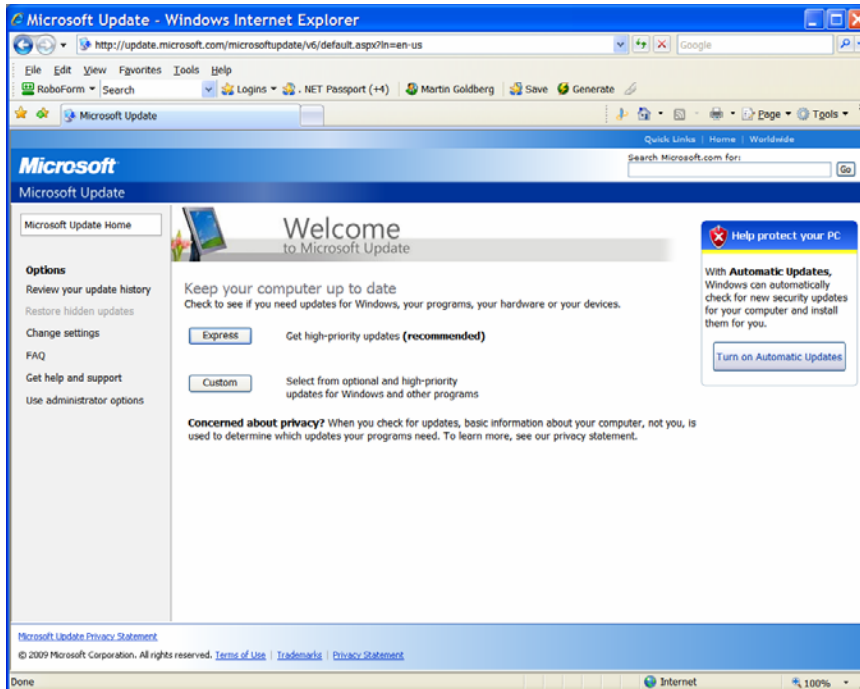 Microsoft Update - Windows Internet Explorer
http://update.microsoft.com/microsoftupdate/v6/default.aspx?ln=en-us
Google
File Edit View Favorites Tools Help
RoboForm Search Logins .NET Passport (+4) Martin Goldberg Save Generate
Microsoft Update Page Tools
Quick Links | Home | Worldwide
Microsoft
Search Microsoft.com for:
Go
Microsoft Update
Microsoft Update Home
Options
Review your update history
Restore hidden updates
Change settings
FAQ
Get help and support
Use administrator options
Welcome
to Microsoft Update
Keep your computer up to date
Check to see if you need updates for Windows, your programs, your hardware or your devices.
Express Get high-priority updates (recommended)
Custom Select from optional and high-priority
updates for Windows and other programs
Concerned about privacy? When you check for updates, basic information about your computer, not you, is
used to determine which updates your programs need. To learn more, see our privacy statement.
Help protect your PC
With Automatic Updates,
Windows can automatically
check for new security updates
for your computer and install
them for you.
Turn on Automatic Updates
Microsoft Update Privacy Statement
© 2009 Microsoft Corporation. All rights reserved. Terms of Use | Trademarks | Privacy Statement
Done Internet 100%